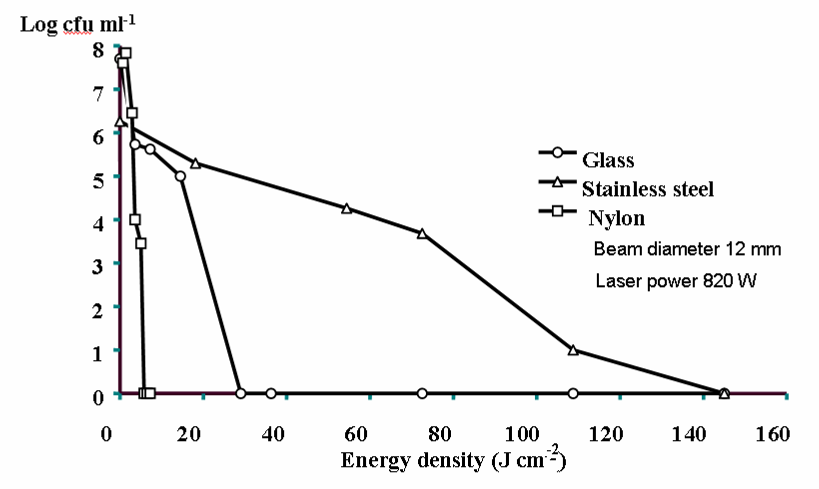 Log cfu ml-1
8
7
6
5
4
3
2
1
0
Glass
Stainless steel
Nylon
Beam diameter 12 mm
Laser power 820 W
0 20 40 60 80 100 120 140 160
Energy density (J cm-2)